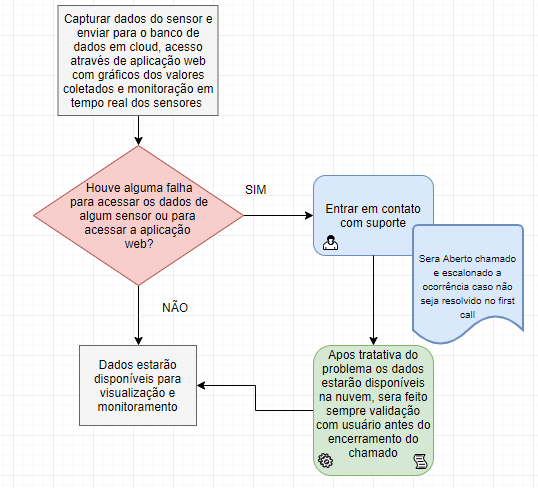 Capturar dados do sensor e
enviar para o banco de
dados em cloud, acesso
através de aplicação web
com gráficos dos valores
coletados e monitoração em
tempo real dos sensores
Houve alguma falha
para acessar os dados de
algum sensor ou para
acessar a aplicação
web?
SIM
Entrar em contato
com suporte
Sera Aberto chamado
e escalonado a
ocorrência caso não
seja resolvido no first
call
NÃO
Dados estarão
disponíveis para
visualização e
monitoramento
Apos tratativa do
problema os dados
estarão disponíveis
na nuvem, sera feito
sempre validação
com usuário antes do
encerramento do
chamado